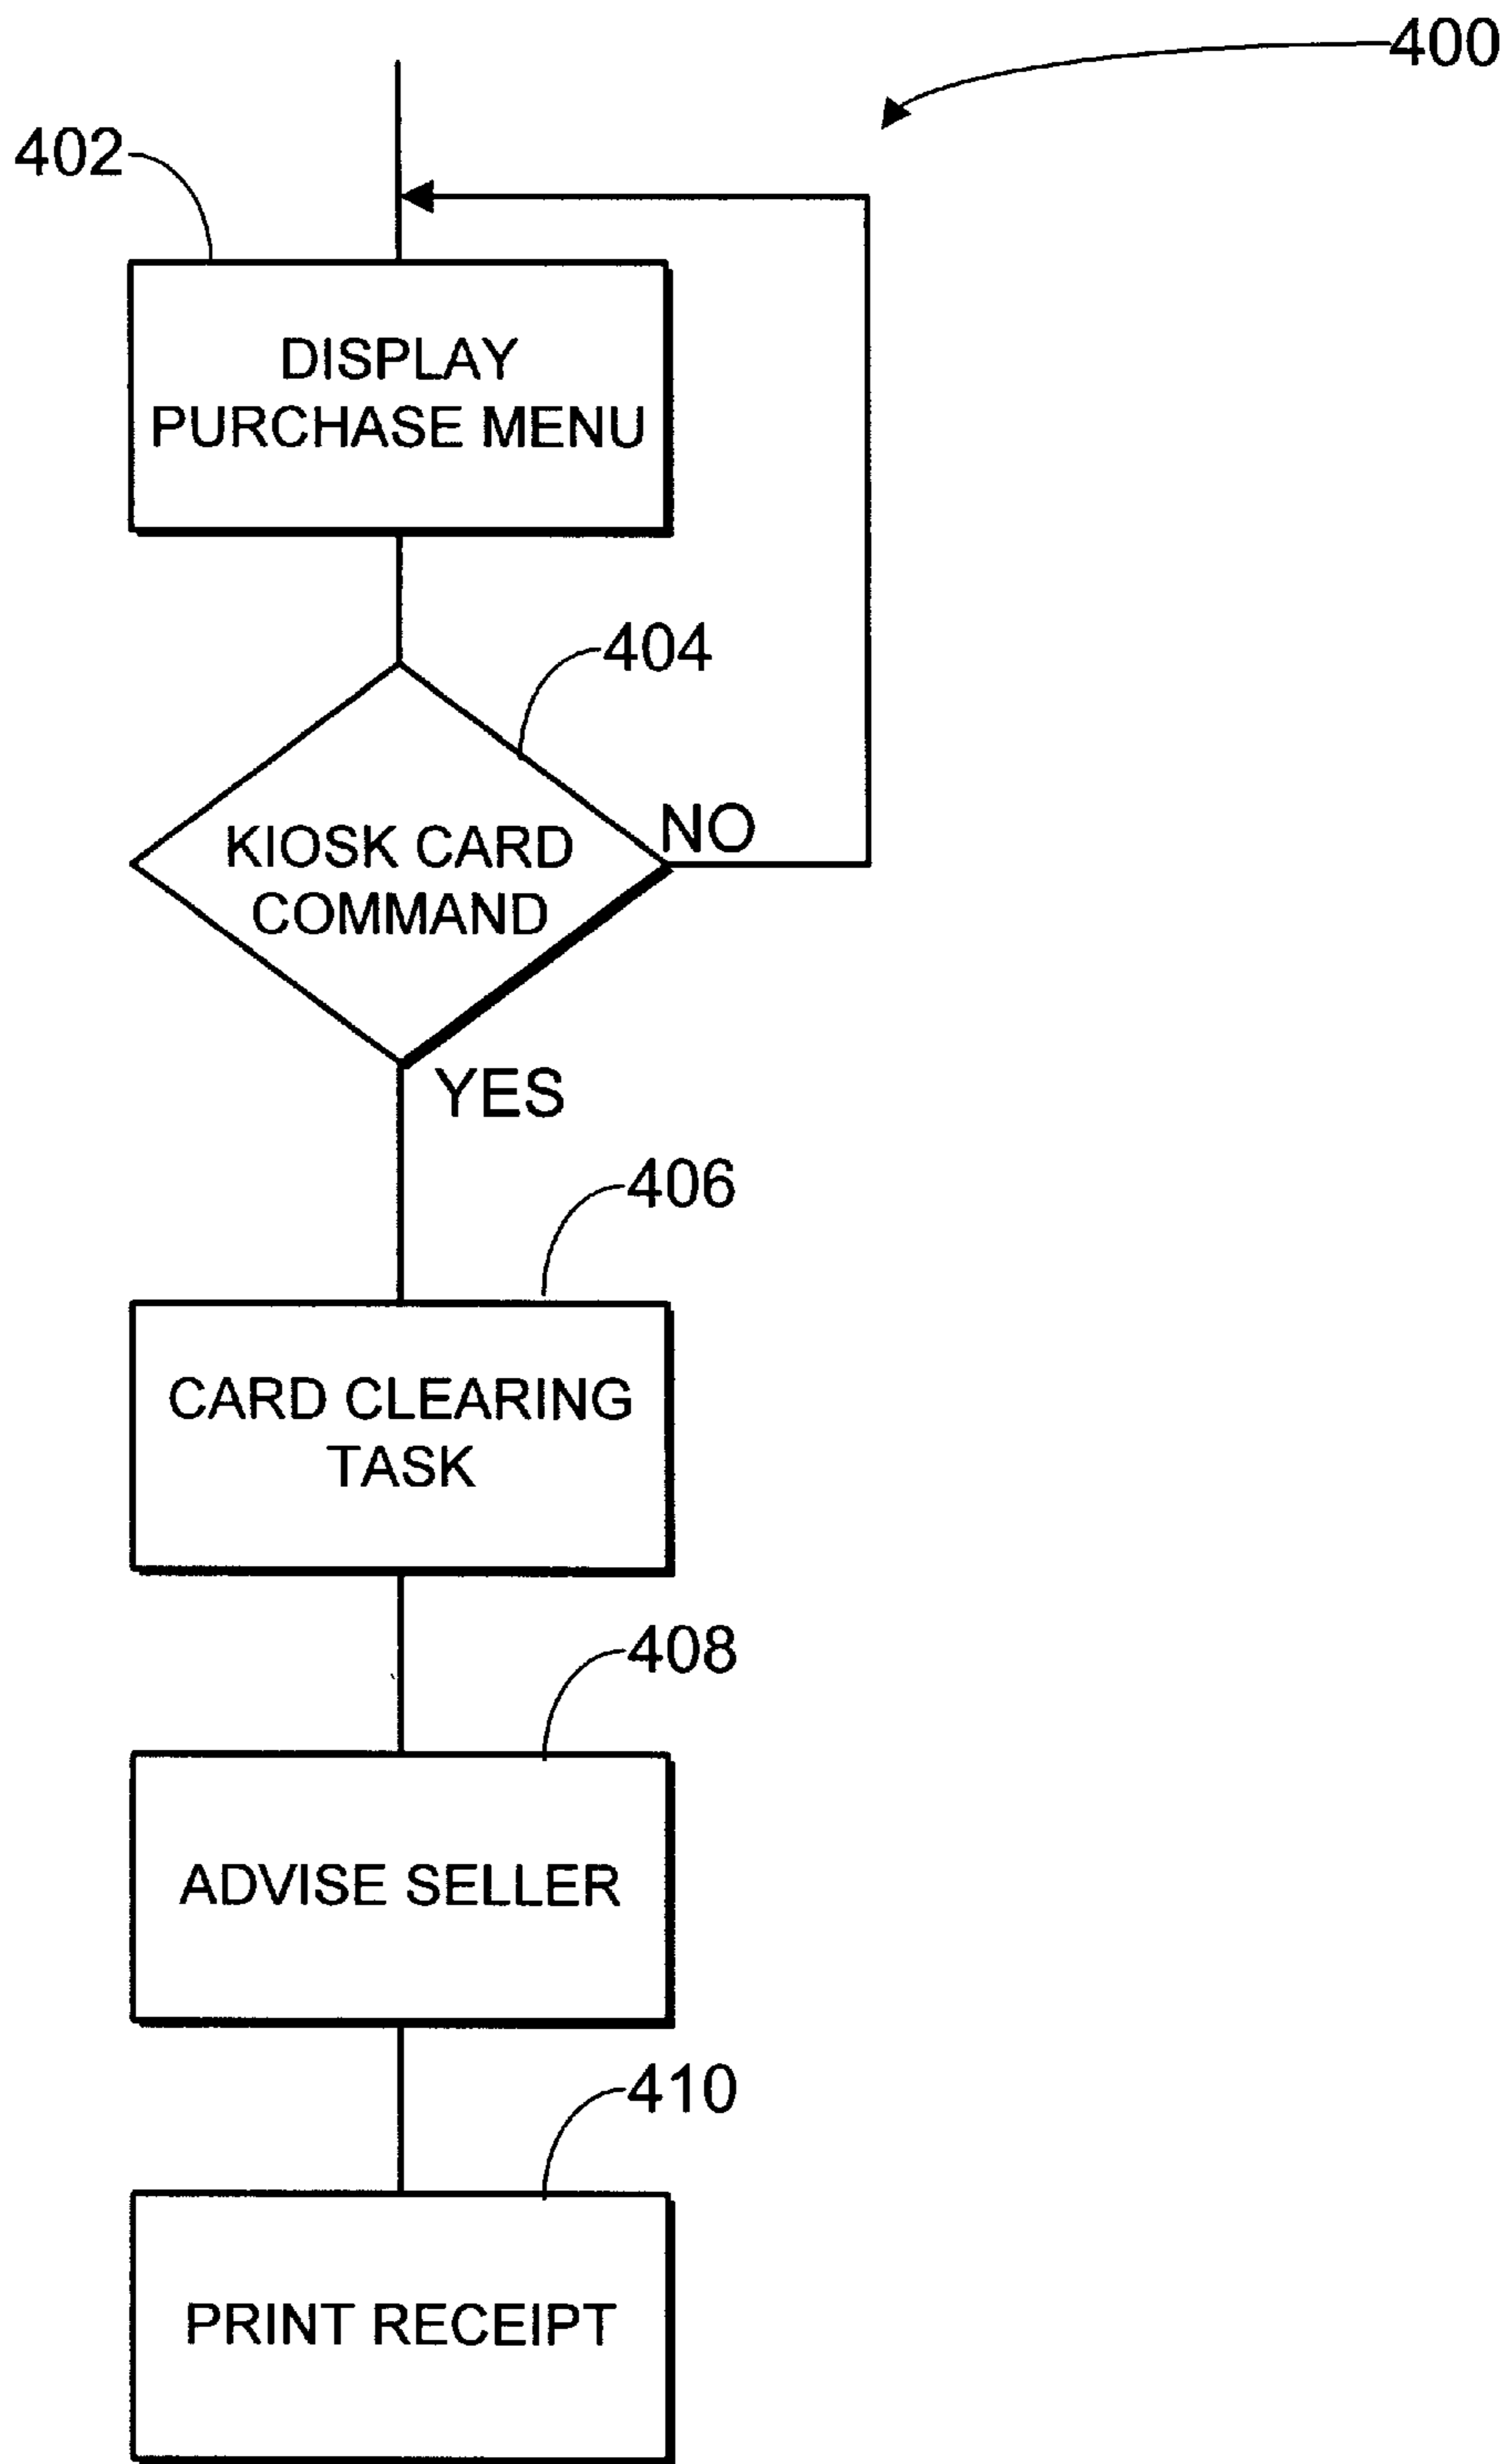 400
402
DISPLAY
PURCHASE MENU
404
KIOSK CARD
COMMAND
NO
YES
406
CARD CLEARING
TASK
408
ADVISE SELLER
410
PRINT RECEIPT